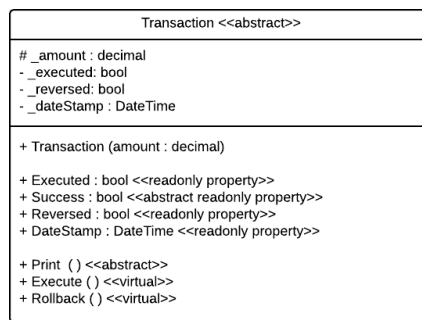 Transaction <<abstract>>
# _amount : decimal
- _executed: bool
- _reversed: bool
- _dateStamp : DateTime
+ Transaction (amount : decimal)
+ Executed : bool <<readonly property>>
+ Success : bool <<abstract readonly property>>
+ Reversed : bool <<readonly property>>
+ DateStamp : DateTime <<readonly property>>
+ Print ( ) <<abstract>>
+ Execute ( ) <<virtual>>
+ Rollback ( ) <<virtual>>